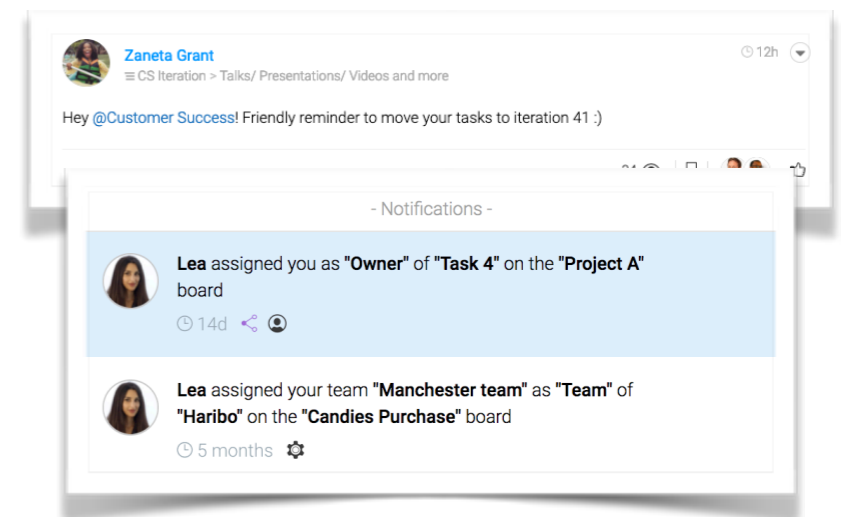 Zaneta Grant
12h
CS Iteration > Talks/ Presentations/ Videos and more
Hey @Customer Success! Friendly reminder to move your tasks to iteration 41 :)
- Notifications -
Lea assigned you as "Owner" of "Task 4" on the "Project A"
board
14d
Lea assigned your team "Manchester team" as "Team" of
"Haribo" on the "Candies Purchase" board
5 months